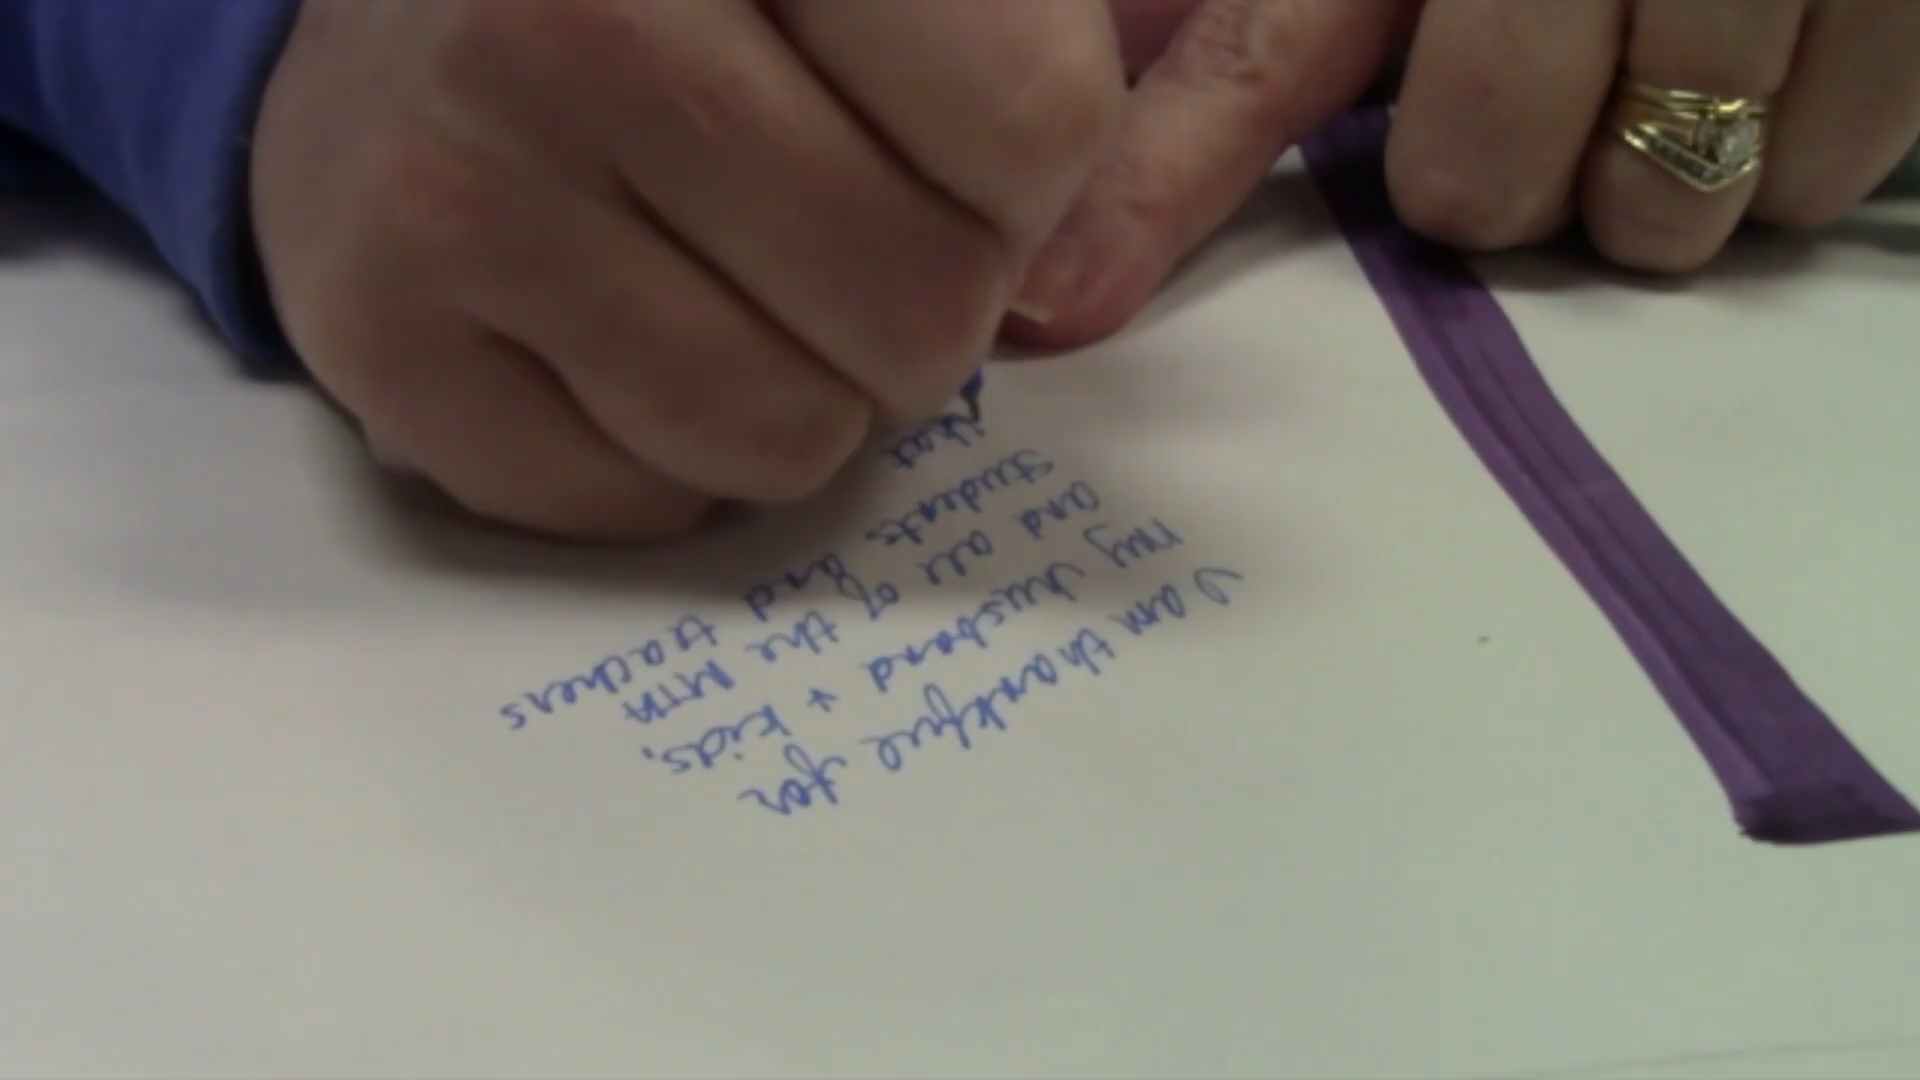 I am thankful for
my husband + kids,
and all of the MTA
students and teachers
that